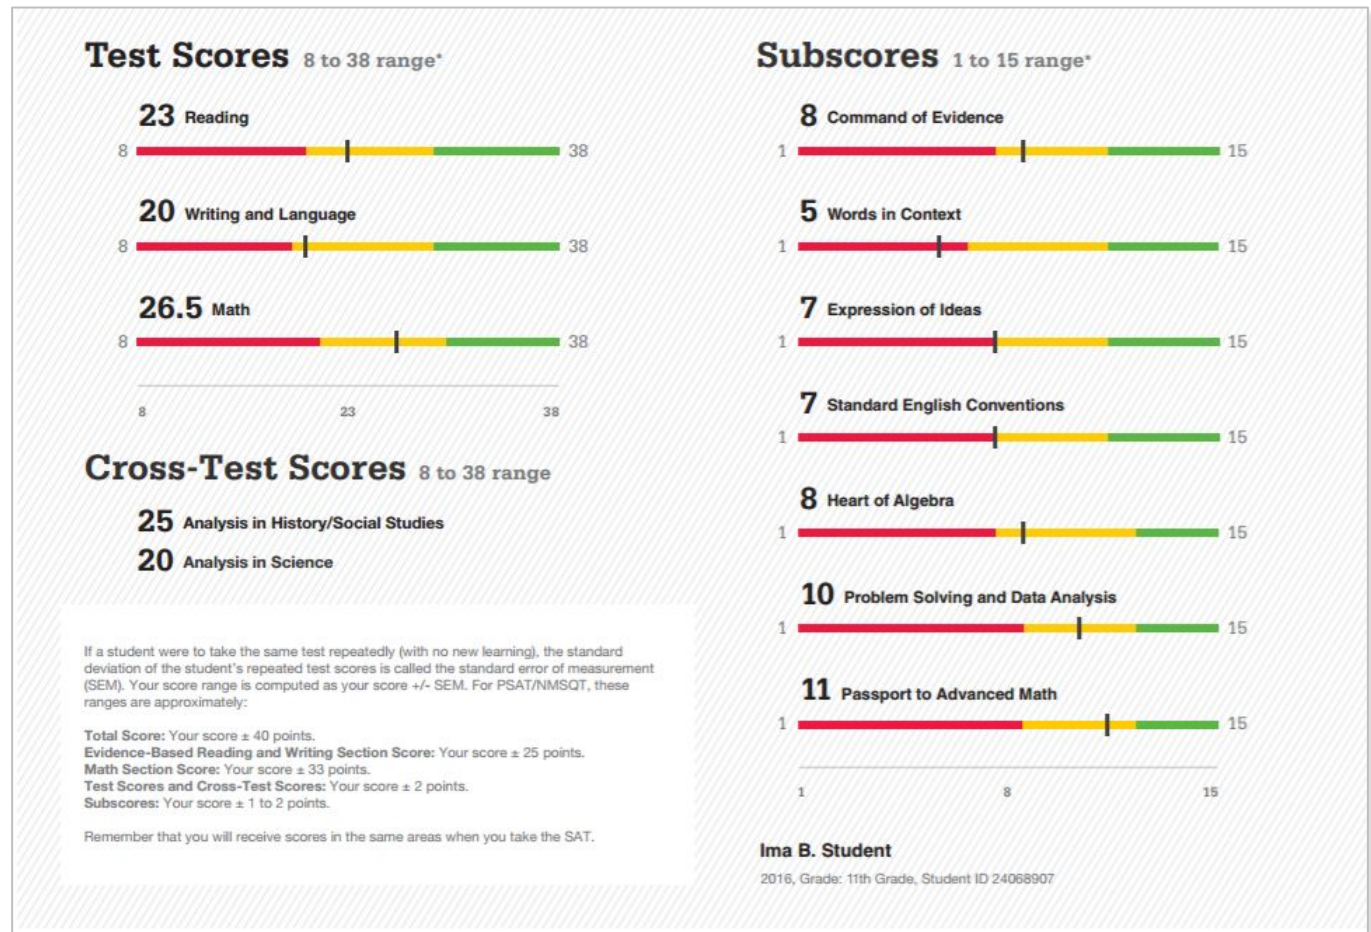 Test Scores 8 to 38 range*
23 Reading
8 38
20 Writing and Language
8 38
26.5 Math
8 38
8 23 38
Cross-Test Scores 8 to 38 range
25 Analysis in History/Social Studies
20 Analysis in Science
If a student were to take the same test repeatedly (with no new learning), the standard
deviation of the student's repeated test scores is called the standard error of measurement
(SEM). Your score range is computed as your score +/- SEM. For PSAT/NMSQT, these
ranges are approximately:
Total Score: Your score ± 40 points.
Evidence-Based Reading and Writing Section Score: Your score ± 25 points.
Math Section Score: Your score ± 33 points.
Test Scores and Cross-Test Scores: Your score ± 2 points.
Subscores: Your score ± 1 to 2 points.
Remember that you will receive scores in the same areas when you take the SAT.
Subscores 1 to 15 range*
8 Command of Evidence
1 15
5 Words in Context
1 15
7 Expression of Ideas
1 15
7 Standard English Conventions
1 15
8 Heart of Algebra
1 15
10 Problem Solving and Data Analysis
1 15
11 Passport to Advanced Math
1 15
1 8 15
Ima B. Student
2016, Grade: 11th Grade, Student ID 24068907